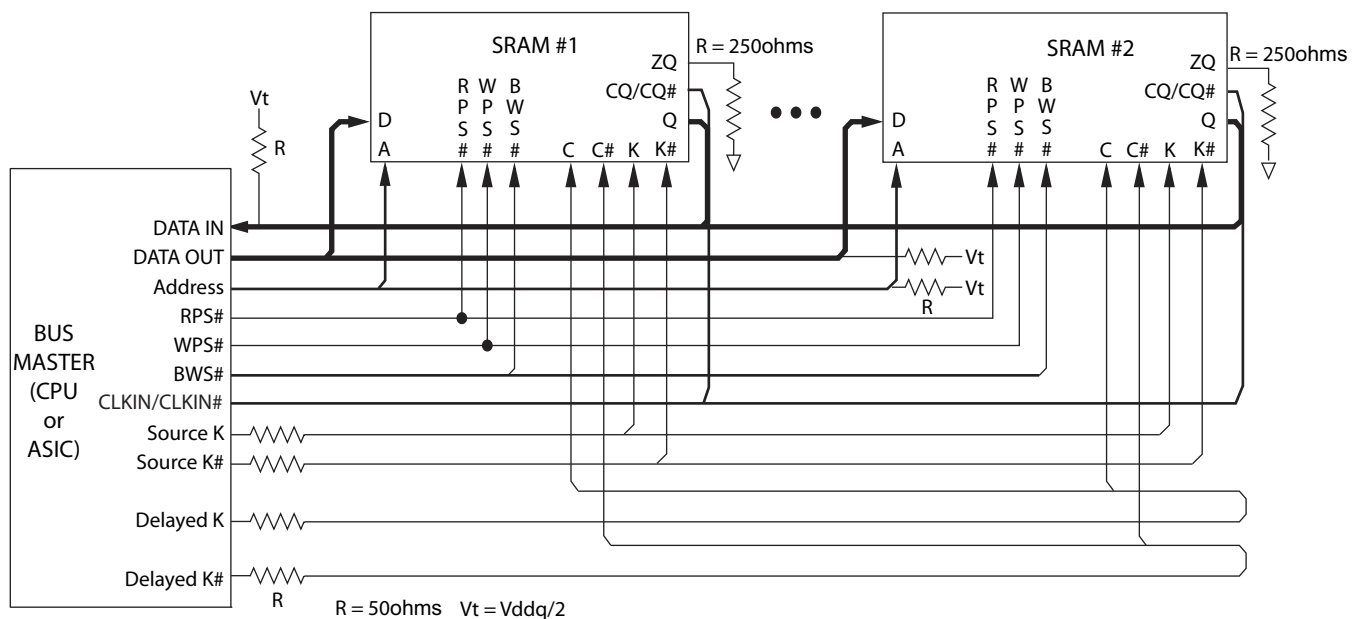 SRAM #1
R = 250ohms
ZQ
CQ/CQ#
Q
RPS#
WPS#
BWS#
D
A
C
C#
K
K#
SRAM #2
R = 250ohms
ZQ
CQ/CQ#
Q
RPS#
WPS#
BWS#
D
A
C
C#
K
K#
Vt
R
DATA IN
DATA OUT
Vt
Address
Vt
R
RPS#
WPS#
BWS#
CLKIN/CLKIN#
Source K
Source K#
Delayed K
Delayed K#
R
BUS
MASTER
(CPU
or
ASIC)
R = 50ohms Vt = Vddq/2